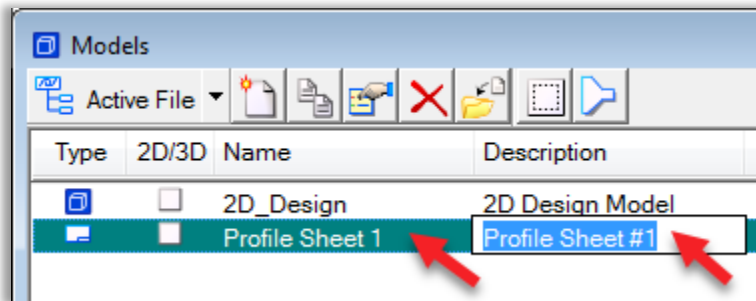 Models
Active File
Type 2D/3D Name Description
2D_Design 2D Design Model
Profile Sheet 1 Profile Sheet #1